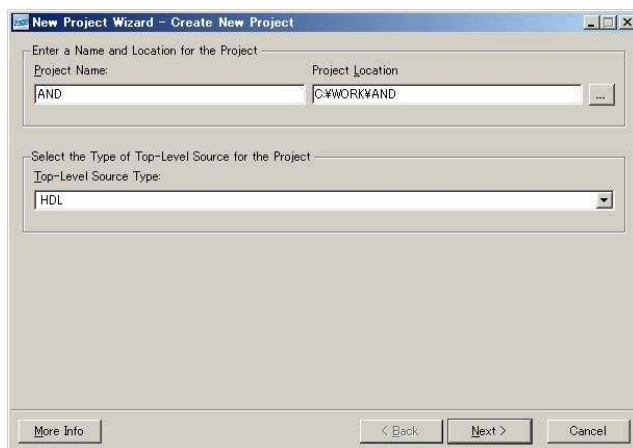 New Project Wizard - Create New Project
Enter a Name and Location for the Project
Project Name: Project Location
AND C:¥WORK¥AND ...
Select the Type of Top-Level Source for the Project
Top-Level Source Type:
HDL
More Info < Back Next > Cancel